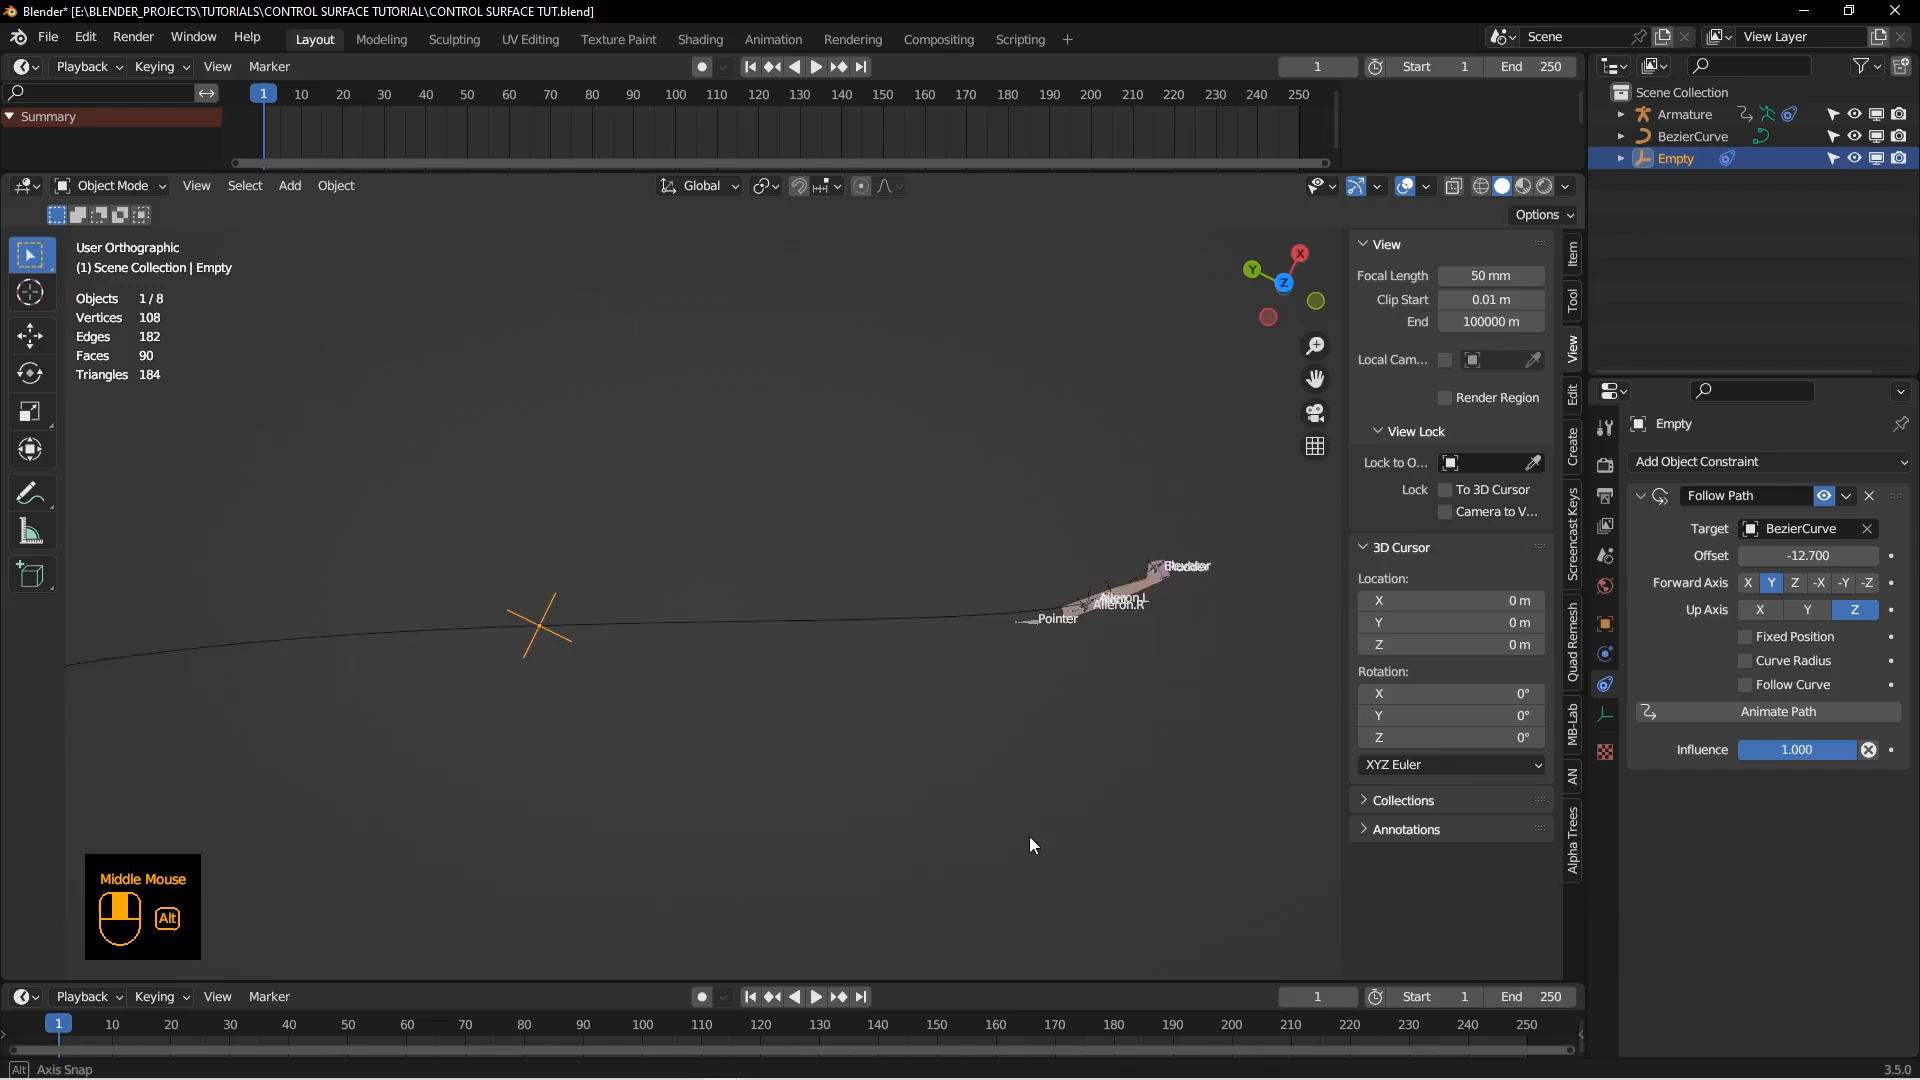 Blender* [E:\BLENDER_PROJECTS\TUTORIALS\CONTROL SURFACE TUTORIAL\CONTROL SURFACE TUT.blend]
File Edit Render Window Help
Layout Modeling Sculpting UV Editing Texture Paint Shading Animation Rendering Compositing Scripting +
Scene
View Layer
Playback Keying View Marker
1
Start 1
End 250
1 10 20 30 40 50 60 70 80 90 100 110 120 130 140 150 160 170 180 190 200 210 220 230 240 250
Summary
Scene Collection
Armature
BezierCurve
Empty
Object Mode View Select Add Object
Global
Options
User Orthographic
(1) Scene Collection | Empty
Objects 1 / 8
Vertices 108
Edges 182
Faces 90
Triangles 184
X
Y
Z
Aileron.L
Aileron.R
Pointer
View
Focal Length 50 mm
Clip Start 0.01 m
End 100000 m
Local Cam...
Render Region
View Lock
Lock to O...
Lock To 3D Cursor
Camera to V...
3D Cursor
Location:
X 0 m
Y 0 m
Z 0 m
Rotation:
X 0°
Y 0°
Z 0°
XYZ Euler
Collections
Annotations
Item
Tool
View
Edit
Create
Screencast Keys
Quad Remesh
MB-Lab
AN
Alpha Trees
Empty
Add Object Constraint
Follow Path
Target BezierCurve
Offset -12.700
Forward Axis X Y Z -X -Y -Z
Up Axis X Y Z
Fixed Position
Curve Radius
Follow Curve
Animate Path
Influence 1.000
Middle Mouse
Alt
Playback Keying View Marker
1
Start 1
End 250
1 10 20 30 40 50 60 70 80 90 100 110 120 130 140 150 160 170 180 190 200 210 220 230 240 250
Alt Axis Snap
3.5.0